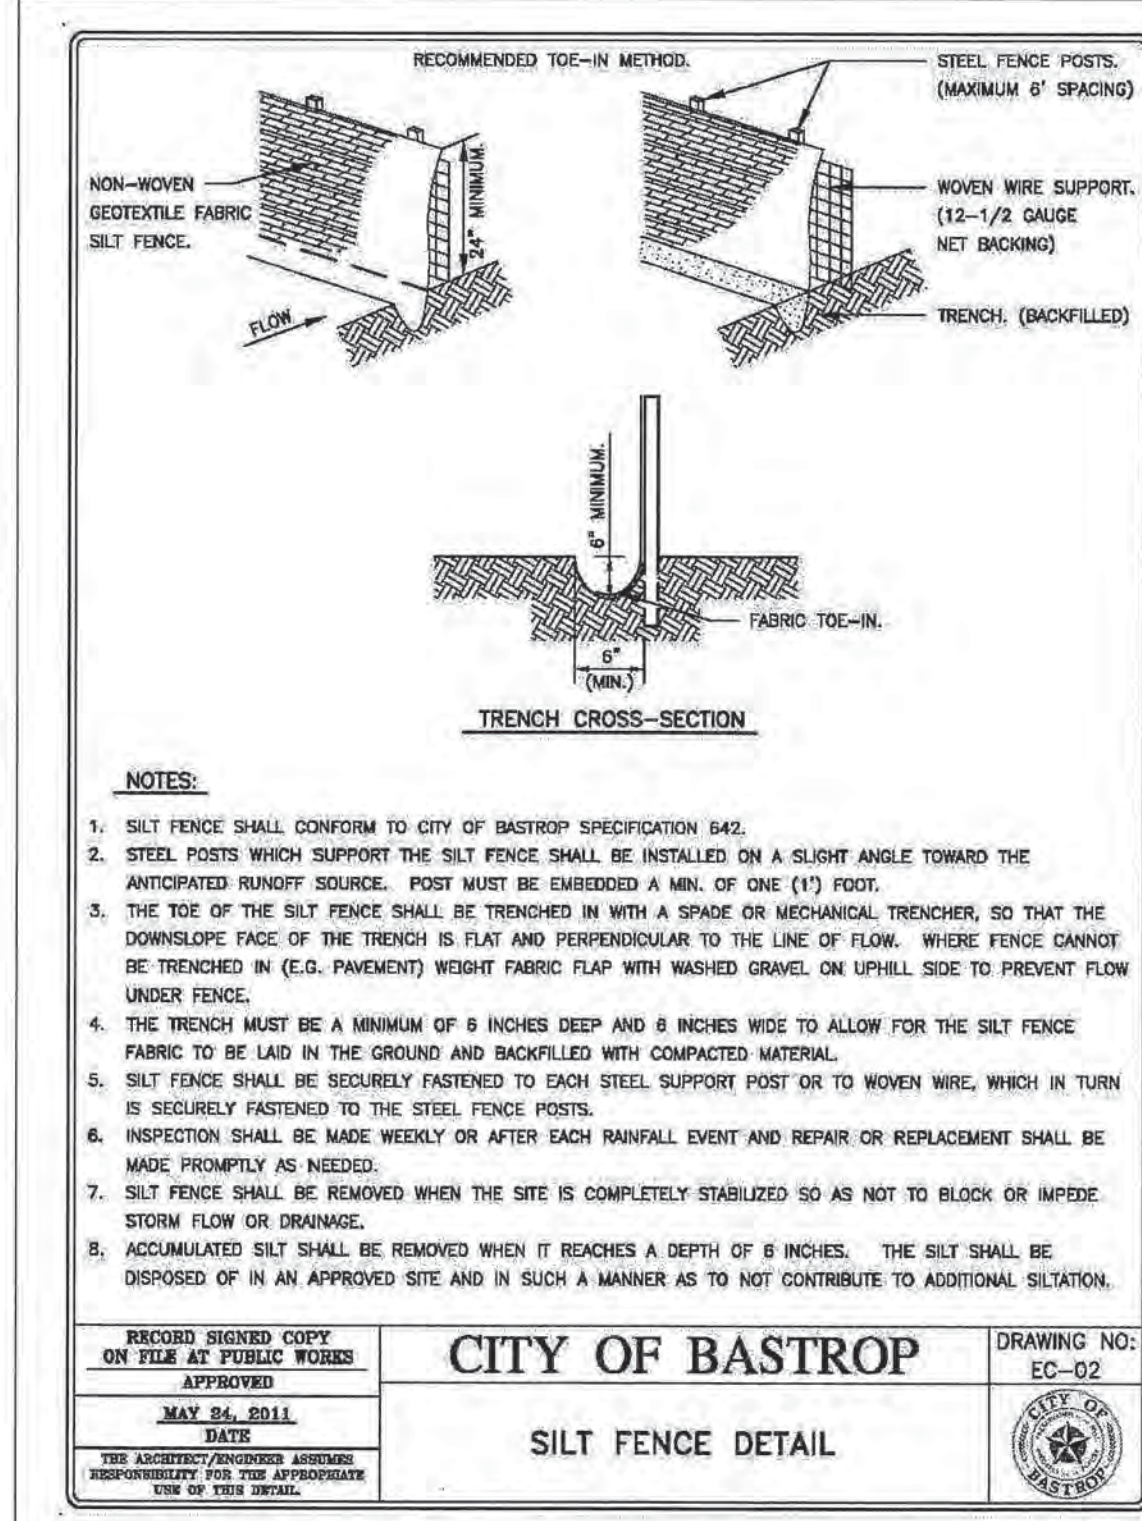 RECOMMENDED TOE-IN METHOD.
STEEL FENCE POSTS.
(MAXIMUM 6' SPACING)
NON-WOVEN
GEOTEXTILE FABRIC
SILT FENCE.
24" MINIMUM.
WOVEN WIRE SUPPORT.
(12-1/2 GAUGE
NET BACKING)
FLOW
TRENCH. (BACKFILLED)
6" MINIMUM.
FABRIC TOE-IN.
6"
(MIN.)
TRENCH CROSS-SECTION
NOTES:
1. SILT FENCE SHALL CONFORM TO CITY OF BASTROP SPECIFICATION 642.
2. STEEL POSTS WHICH SUPPORT THE SILT FENCE SHALL BE INSTALLED ON A SLIGHT ANGLE TOWARD THE
ANTICIPATED RUNOFF SOURCE. POST MUST BE EMBEDDED A MIN. OF ONE (1') FOOT.
3. THE TOE OF THE SILT FENCE SHALL BE TRENCHED IN WITH A SPADE OR MECHANICAL TRENCHER, SO THAT THE
DOWNSLOPE FACE OF THE TRENCH IS FLAT AND PERPENDICULAR TO THE LINE OF FLOW. WHERE FENCE CANNOT
BE TRENCHED IN (E.G. PAVEMENT) WEIGHT FABRIC FLAP WITH WASHED GRAVEL ON UPHILL SIDE TO PREVENT FLOW
UNDER FENCE.
4. THE TRENCH MUST BE A MINIMUM OF 6 INCHES DEEP AND 6 INCHES WIDE TO ALLOW FOR THE SILT FENCE
FABRIC TO BE LAID IN THE GROUND AND BACKFILLED WITH COMPACTED MATERIAL.
5. SILT FENCE SHALL BE SECURELY FASTENED TO EACH STEEL SUPPORT POST OR TO WOVEN WIRE, WHICH IN TURN
IS SECURELY FASTENED TO THE STEEL FENCE POSTS.
6. INSPECTION SHALL BE MADE WEEKLY OR AFTER EACH RAINFALL EVENT AND REPAIR OR REPLACEMENT SHALL BE
MADE PROMPTLY AS NEEDED.
7. SILT FENCE SHALL BE REMOVED WHEN THE SITE IS COMPLETELY STABILIZED SO AS NOT TO BLOCK OR IMPEDE
STORM FLOW OR DRAINAGE.
8. ACCUMULATED SILT SHALL BE REMOVED WHEN IT REACHES A DEPTH OF 6 INCHES. THE SILT SHALL BE
DISPOSED OF IN AN APPROVED SITE AND IN SUCH A MANNER AS TO NOT CONTRIBUTE TO ADDITIONAL SILTATION.
RECORD SIGNED COPY
ON FILE AT PUBLIC WORKS
APPROVED
MAY 24, 2011
DATE
THE ARCHITECT/ENGINEER ASSUMES
RESPONSIBILITY FOR THE APPROPRIATE
USE OF THIS DETAIL.
CITY OF BASTROP
SILT FENCE DETAIL
DRAWING NO:
EC-02
CITY OF
BASTROP